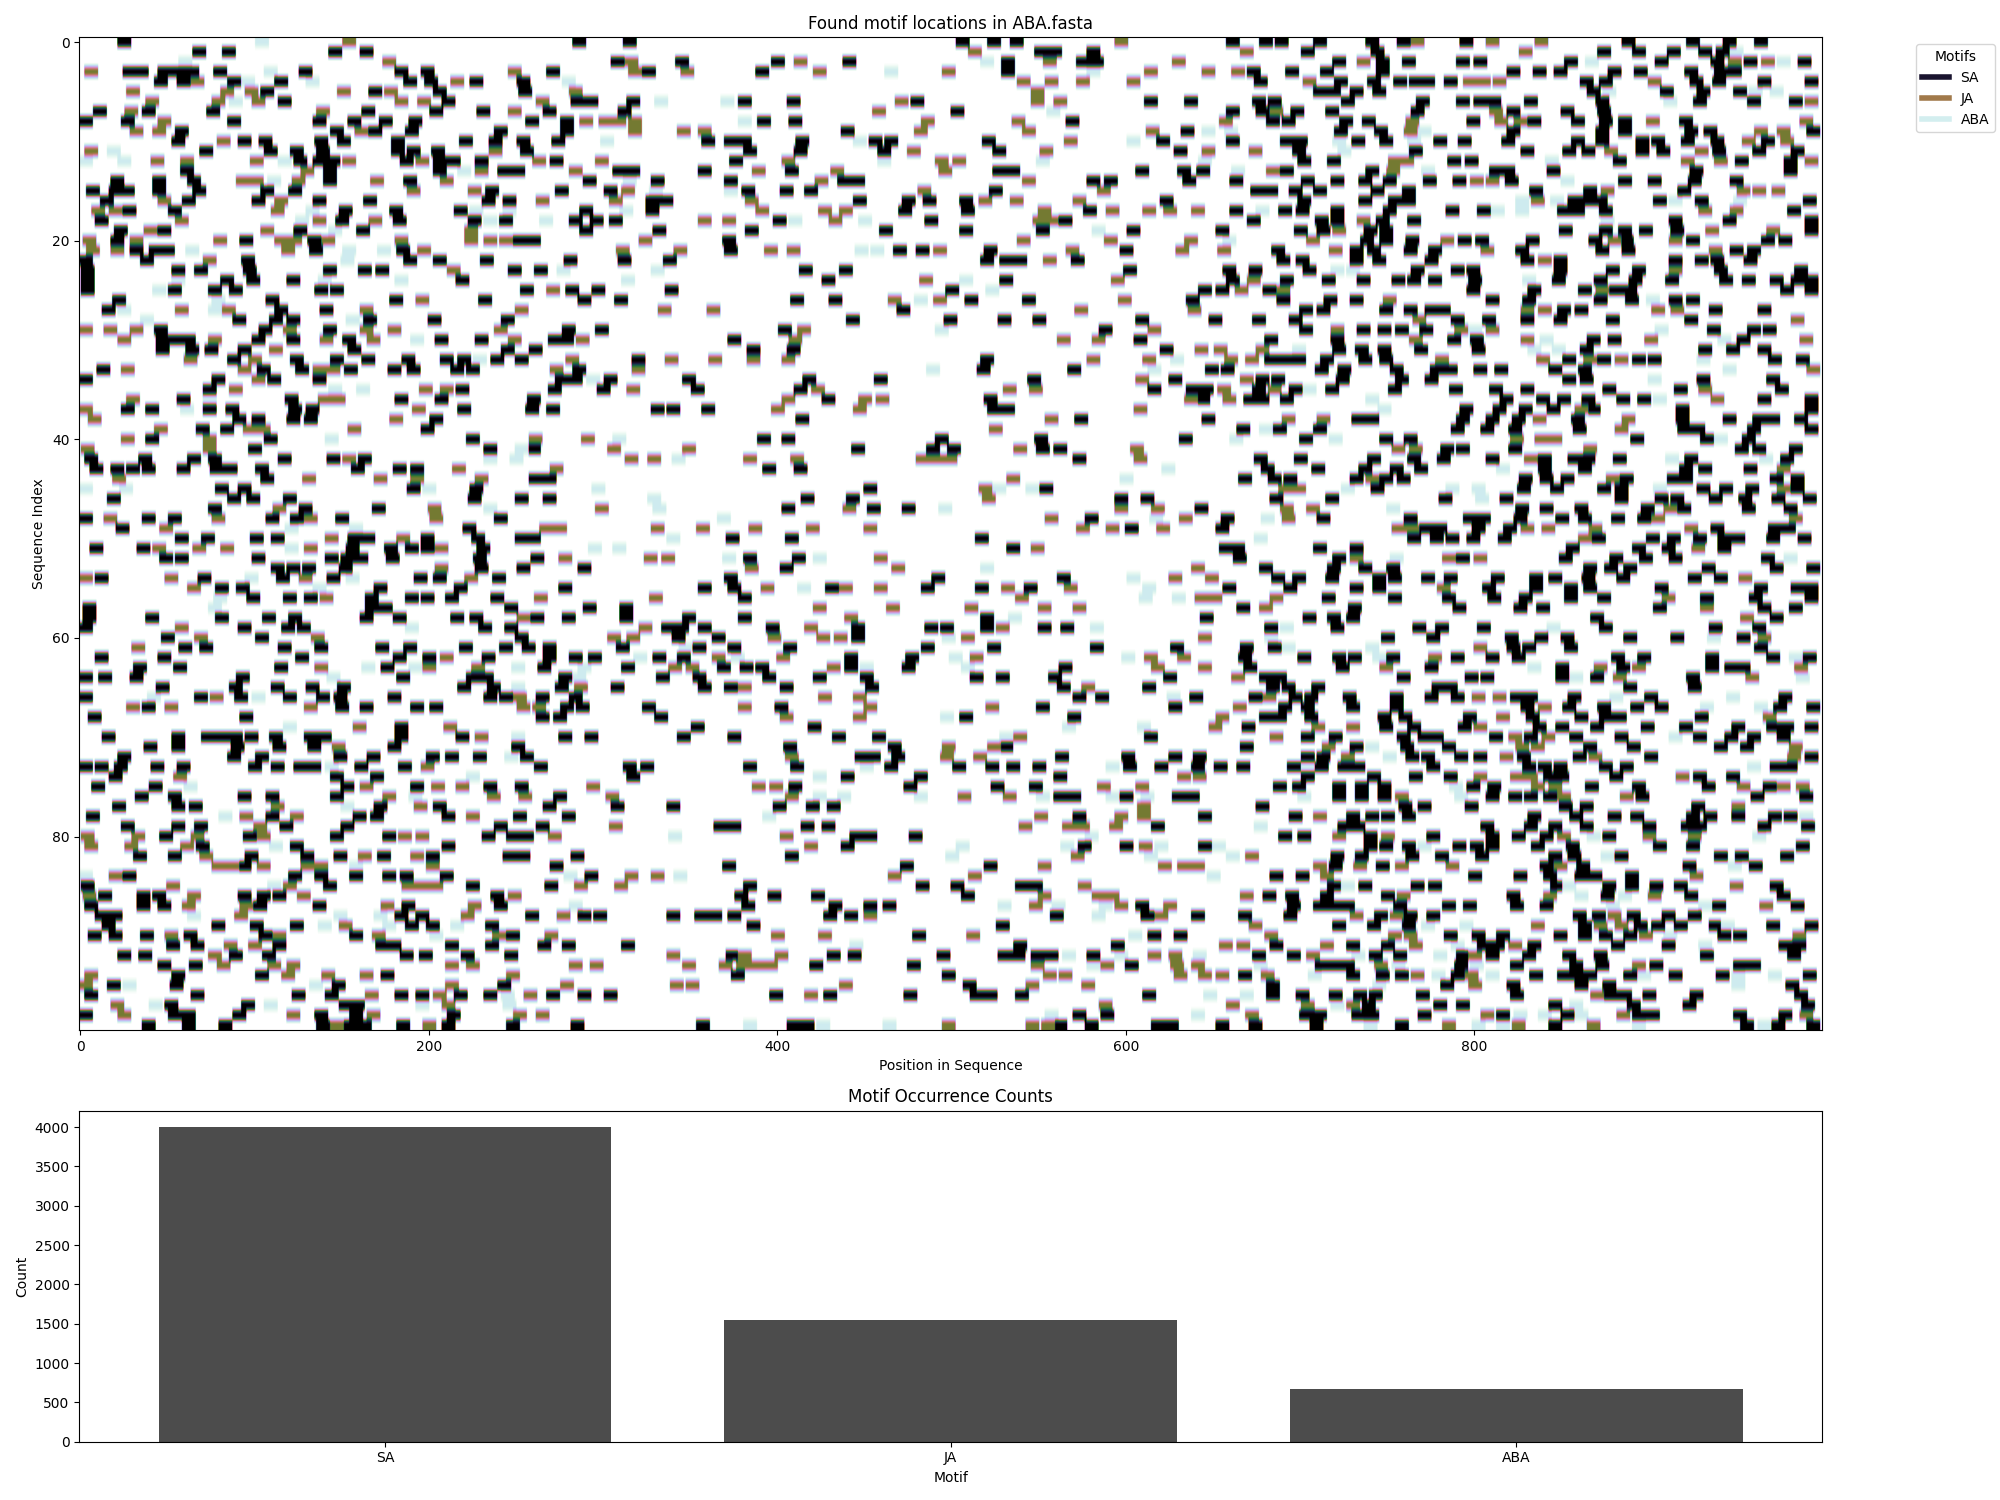 Found motif locations in ABA.fasta
Motifs
SA
JA
ABA
0
20
40
60
80
Sequence Index
0 200 400 600 800
Position in Sequence
Motif Occurrence Counts
4000
3500
3000
2500
2000
1500
1000
500
0
Count
SA JA ABA
Motif